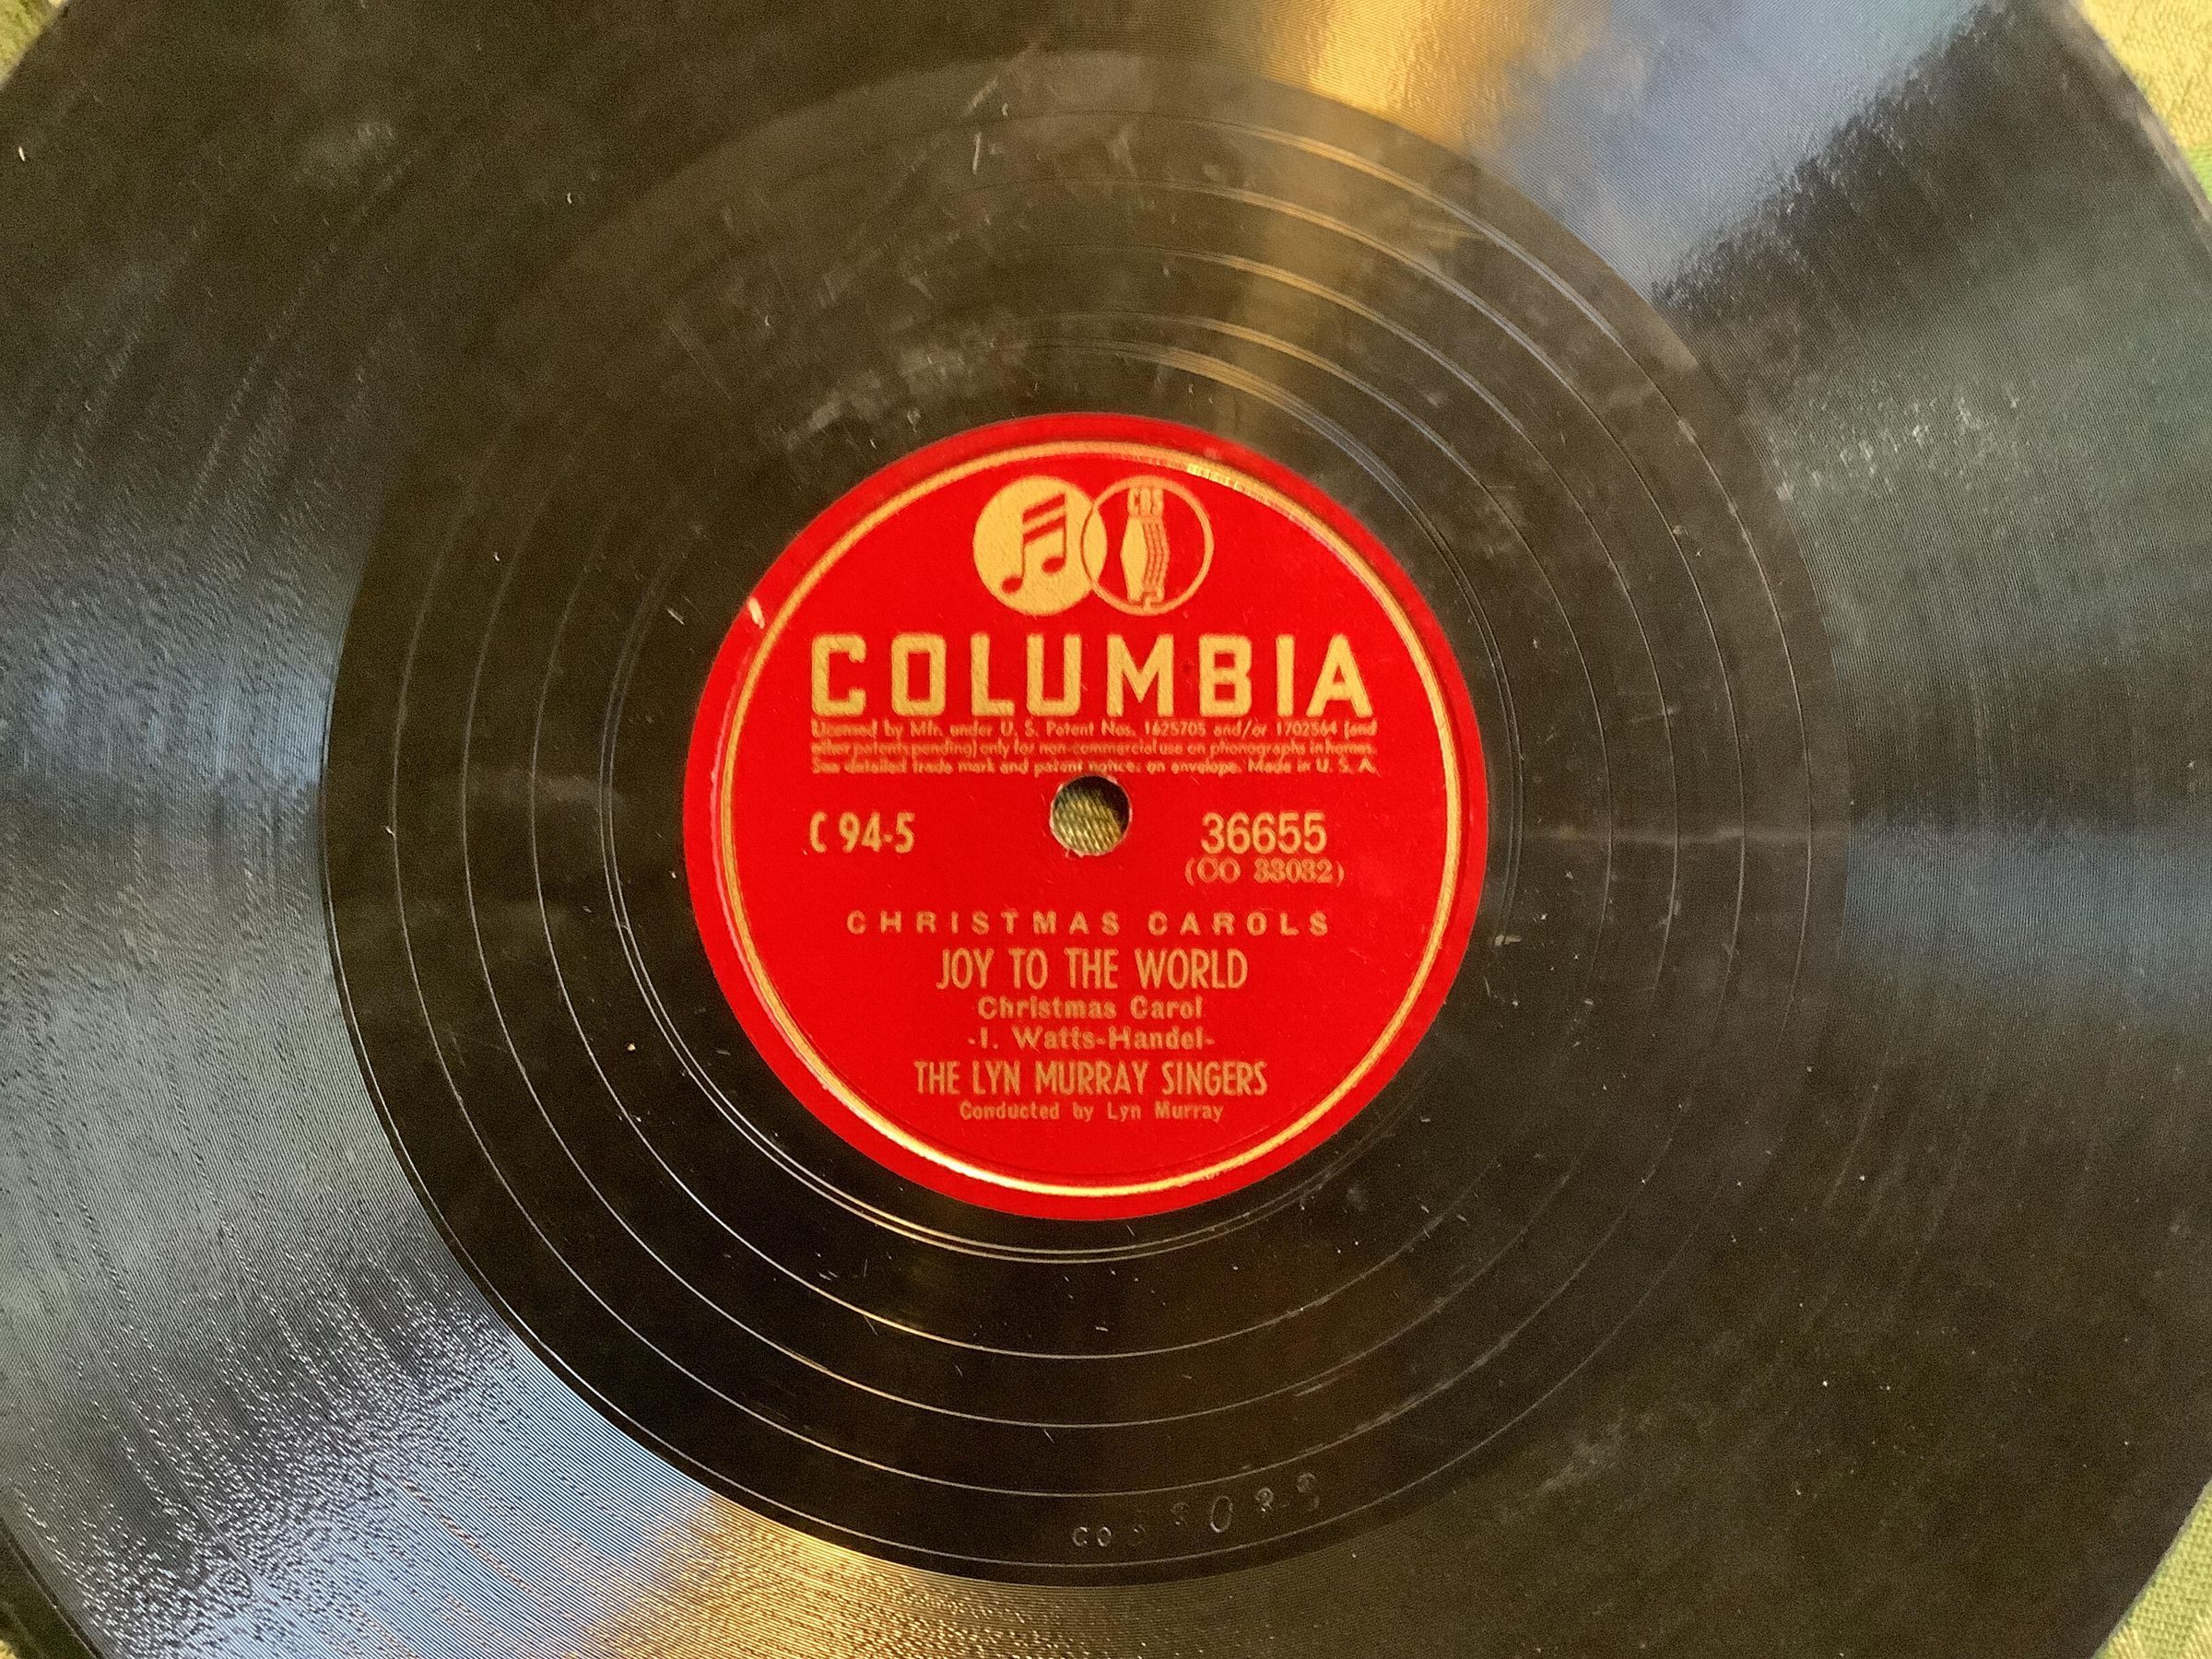 CBS
COLUMBIA
Licensed by Mfr. under U. S. Patent Nos. 1625705 and/or 1702564 (and
other patents pending) only for non-commercial use on phonographs in homes.
See detailed trade mark and patent notices on envelope. Made in U. S. A.
C 94-5
36655
(CO 33032)
CHRISTMAS CAROLS
JOY TO THE WORLD
Christmas Carol
-I. Watts-Handel-
THE LYN MURRAY SINGERS
Conducted by Lyn Murray